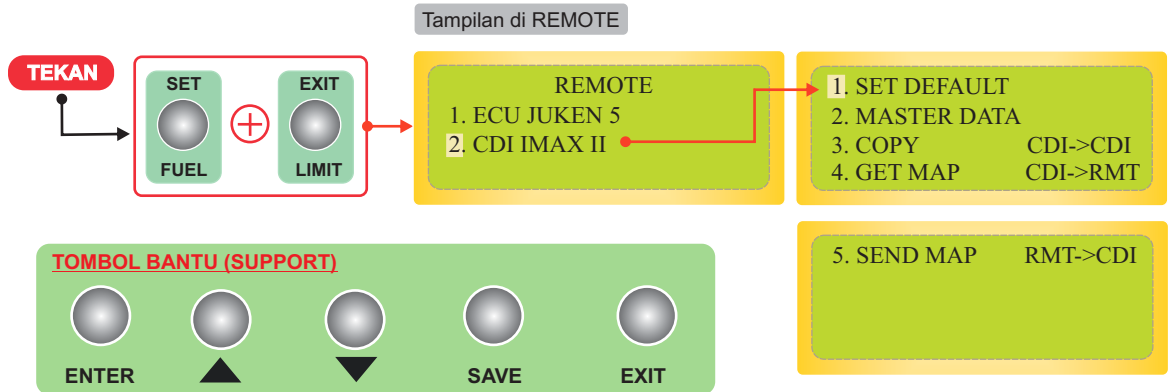 Tampilan di REMOTE
TEKAN
SET
FUEL
EXIT
LIMIT
REMOTE
1. ECU JUKEN 5
2. CDI IMAX II
1. SET DEFAULT
2. MASTER DATA
3. COPY CDI->CDI
4. GET MAP CDI->RMT
5. SEND MAP RMT->CDI
TOMBOL BANTU (SUPPORT)
ENTER
SAVE
EXIT